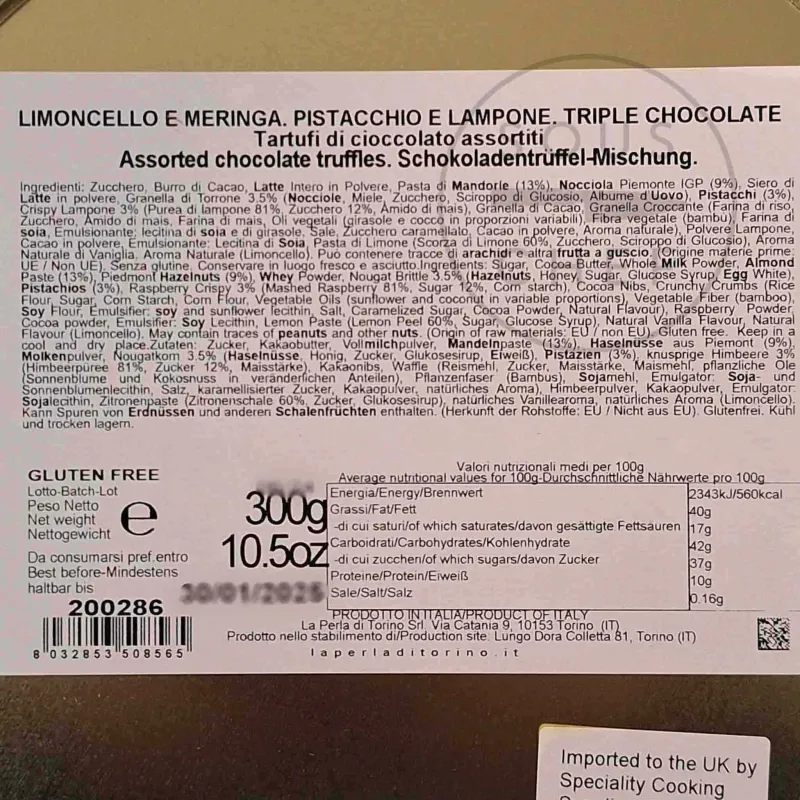 LIMONCELLO E MERINGA. PISTACCHIO E LAMPONE. TRIPLE CHOCOLATE
Tartufi di cioccolato assortiti
Assorted chocolate truffles. Schokoladentrüffel-Mischung.
Ingredienti: Zucchero, Burro di Cacao, Latte Intero in Polvere, Pasta di Mandorle (13%), Nocciola Piemonte IGP (9%), Siero di
Latte in polvere, Granella di Torrone 3.5% (Nocciole, Miele, Zucchero, Sciroppo di Glucosio, Albume d'Uovo), Pistacchi (3%),
Crispy Lampone 3% (Purea di lampone 81%, Zucchero 12%, Amido di mais), Granella di Cacao, Granella Croccante (Farina di riso,
Zucchero, Amido di mais, Farina di mais, Oli vegetali (girasole e cocco in proporzioni variabili), Fibra vegetale (bambù), Farina di
soia, Emulsionante: lecitina di soia e di girasole, Sale, Zucchero caramellato, Cacao in polvere, Aroma naturale), Polvere Lampone,
Cacao in polvere, Emulsionante: Lecitina di Soia, Pasta di Limone (Scorza di Limone 60%, Zucchero, Sciroppo di Glucosio), Aroma
Naturale di Vaniglia, Aroma Naturale (Limoncello). Può contenere tracce di arachidi e altra frutta a guscio. (Origine materie prime:
UE / Non UE). Senza glutine. Conservare in luogo fresco e asciutto.Ingredients: Sugar, Cocoa Butter, Whole Milk Powder, Almond
Paste (13%), Piedmont Hazelnuts (9%), Whey Powder, Nougat Brittle 3.5% (Hazelnuts, Honey, Sugar, Glucose Syrup, Egg White),
Pistachios (3%), Raspberry Crisp 3% (Mashed Raspberry 81%, Sugar 12%, Corn starch), Cocoa Nibs, Crunchy Crumbs (Rice
Flour, Sugar, Corn Starch, Corn Flour, Vegetable Oils (sunflower and coconut in variable proportions), Vegetable Fiber (bamboo),
Soy Flour, Emulsifier: soy and sunflower lecithin, Salt, Caramelized Sugar, Cocoa Powder, Natural Flavour), Raspberry Powder,
Cocoa powder, Emulsifier: Soy Lecithin, Lemon Paste (Lemon Peel 60%, Sugar, Glucose Syrup), Natural Vanilla Flavour, Natural
Flavour (Limoncello), May contain traces of peanuts and other nuts. (Origin of raw materials: EU / non EU). Gluten free. Keep in a
cool and dry place.Zutaten: Zucker, Kakaobutter, Vollmilchpulver, Mandelnpaste (13%), Haselnüsse aus Piemont (9%),
Molkenpulver, Nougatkorn 3.5% (Haselnüsse, Honig, Zucker, Glukosesirup, Eiweiß), Pistazien (3%), knusprige Himbeere 3%
(Himbeerpüree 81%, Zucker 12%, Maisstärke), Kakaonibs, Waffle (Reismehl, Zucker, Maisstärke, Maismehl, pflanzliche Öle
(Sonnenblume und Kokosnuss in veränderlichen Anteilen), Pflanzenfaser (Bambus), Sojamehl, Emulgator: Soja- und
Sonnenblumenlecithin, Salz, karamellisierter Zucker, Kakaopulver, natürliches Aroma), Himbeerpulver, Kakaopulver, Emulgator:
Sojalecithin, Zitronenpaste (Zitronenschale 60%, Zucker, Glukosesirup), natürliches Vanillearoma, natürliches Aroma (Limoncello).
Kann Spuren von Erdnüssen und anderen Schalenfrüchten enthalten. (Herkunft der Rohstoffe: EU / Nicht aus EU). Glutenfrei. Kühl
und trocken lagern.
GLUTEN FREE
Lotto-Batch-Lot
Peso Netto
Net weight
Nettogewicht
e
300g
10.5oz
Da consumarsi pref.entro
Best before-Mindestens
haltbar bis
30/01/2025
200286
8 032853 508565
Valori nutrizionali medi per 100g
Average nutritional values for 100g-Durchschnittliche Nährwerte pro 100g
Energia/Energy/Brennwert 2343kJ/560kcal
Grassi/Fat/Fett 40g
-di cui saturi/of which saturates/davon gesättigte Fettsäuren 17g
Carboidrati/Carbohydrates/Kohlenhydrate 42g
-di cui zuccheri/of which sugars/davon Zucker 37g
Proteine/Protein/Eiweiß 10g
Sale/Salt/Salz 0.16g
PRODOTTO IN ITALIA/PRODUCT OF ITALY
La Perla di Torino Srl. Via Catania 9, 10153 Torino (IT)
Prodotto nello stabilimento di/Production site: Lungo Dora Colletta 81, Torino (IT)
laperladitorino.it
Imported to the UK by
Speciality Cooking